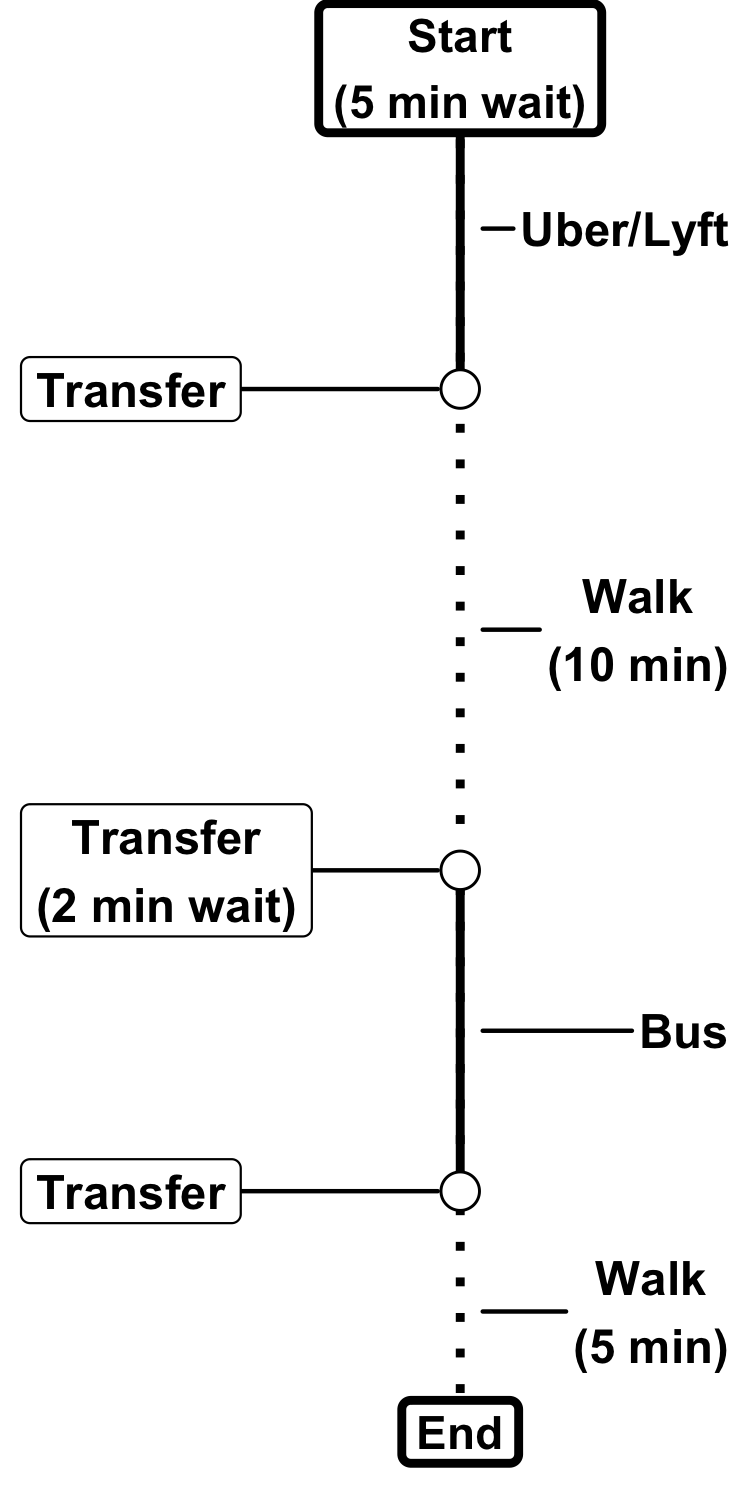 Start
(5 min wait)
Uber/Lyft
Transfer
Walk
(10 min)
Transfer
(2 min wait)
Bus
Transfer
Walk
(5 min)
End